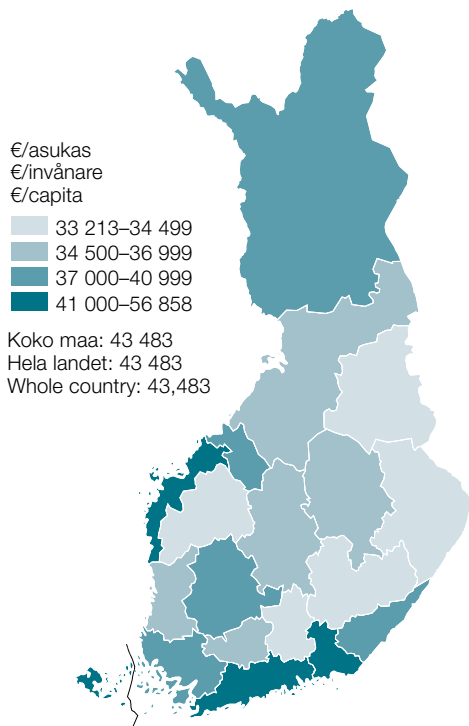 €/asukas
€/invånare
€/capita
33 213–34 499
34 500–36 999
37 000–40 999
41 000–56 858
Koko maa: 43 483
Hela landet: 43 483
Whole country: 43,483